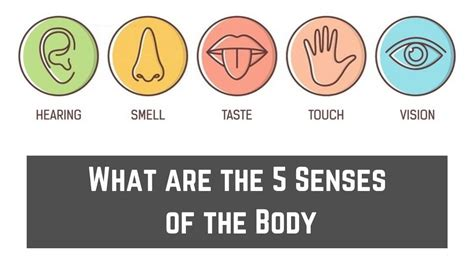 HEARING SMELL TASTE TOUCH VISION
What are the 5 Senses
of the Body